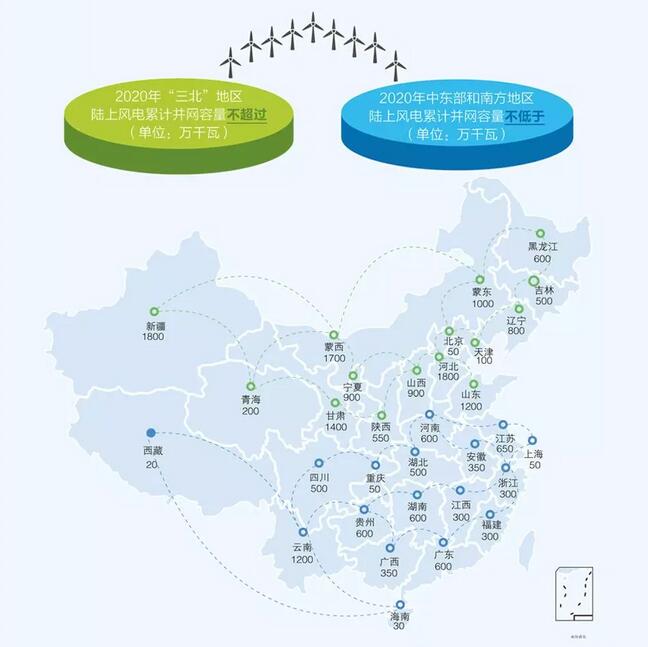 2020年“三北”地区
陆上风电累计并网容量不超过
（单位：万千瓦）
2020年中东部和南方地区
陆上风电累计并网容量不低于
（单位：万千瓦）
黑龙江
600
蒙东
1000
吉林
500
辽宁
800
新疆
1800
蒙西
1700
北京
50
天津
100
河北
1800
宁夏
900
山西
900
山东
1200
青海
200
甘肃
1400
陕西
550
河南
600
江苏
650
上海
50
西藏
20
四川
500
重庆
50
湖北
500
安徽
350
浙江
300
湖南
600
江西
300
贵州
600
福建
300
云南
1200
广西
350
广东
600
海南
30